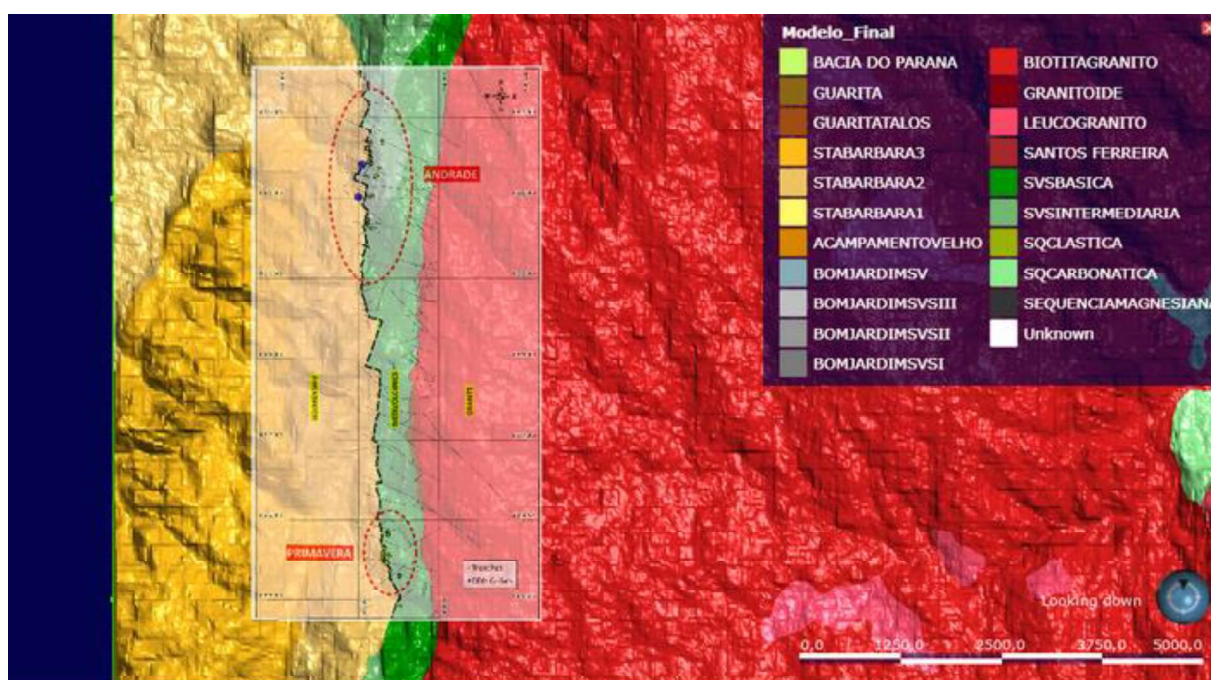 Modelo_Final
BACIA DO PARANA
GUARITA
GUARITATALOS
STABARBARA3
STABARBARA2
STABARBARA1
ACAMPAMENTOVELHO
BOMJARDIMSV
BOMJARDIMSVSIII
BOMJARDIMSVSII
BOMJARDIMSVSI
BIOTITAGRANITO
GRANITOIDE
LEUCOGRANITO
SANTOS FERREIRA
SVSBASICA
SVSINTERMEDIARIA
SQCLASTICA
SQCARBONATICA
SEQUENCIAMAGNESIANA
Unknown
ANDRADE
GRANITE
PRIMAVERA
Trenches
Looking down
0,0 1250,0 2500,0 3750,0 5000,0